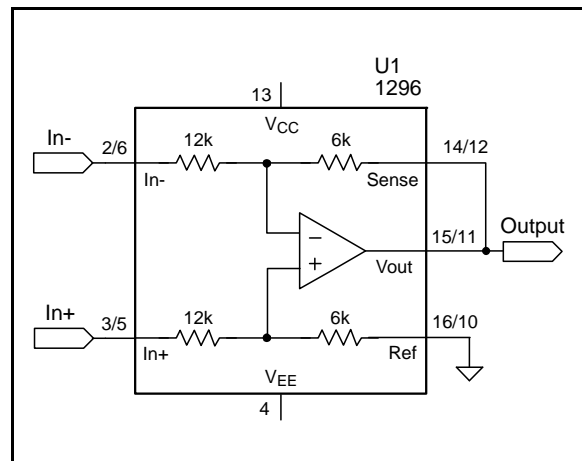 U1
1296
13
VCC
In-
2/6
12k
6k
14/12
In-
Sense
Output
15/11
Vout
In+
3/5
12k
6k
16/10
In+
Ref
VEE
4